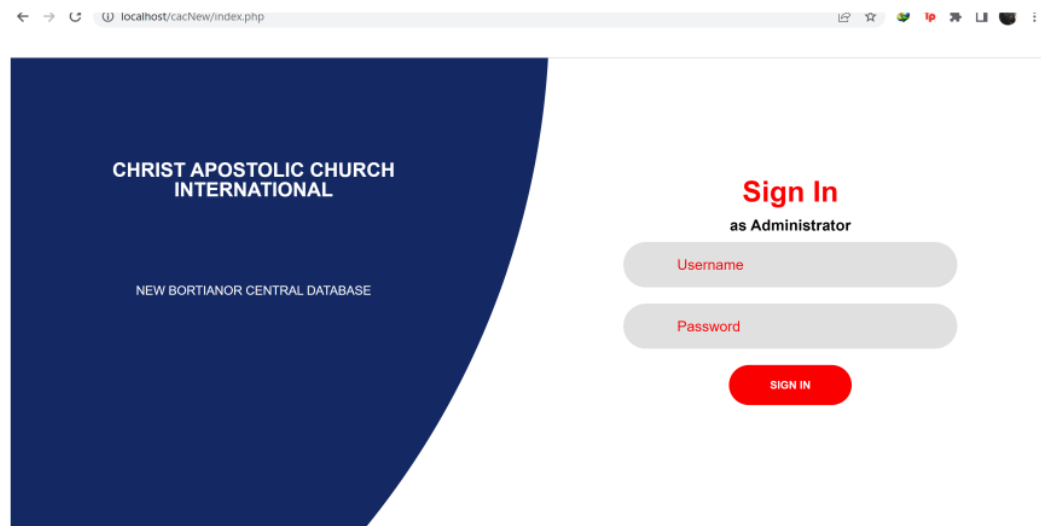 localhost/cacNew/index.php
CHRIST APOSTOLIC CHURCH
INTERNATIONAL
NEW BORTIANOR CENTRAL DATABASE
Sign In
as Administrator
Username
Password
SIGN IN